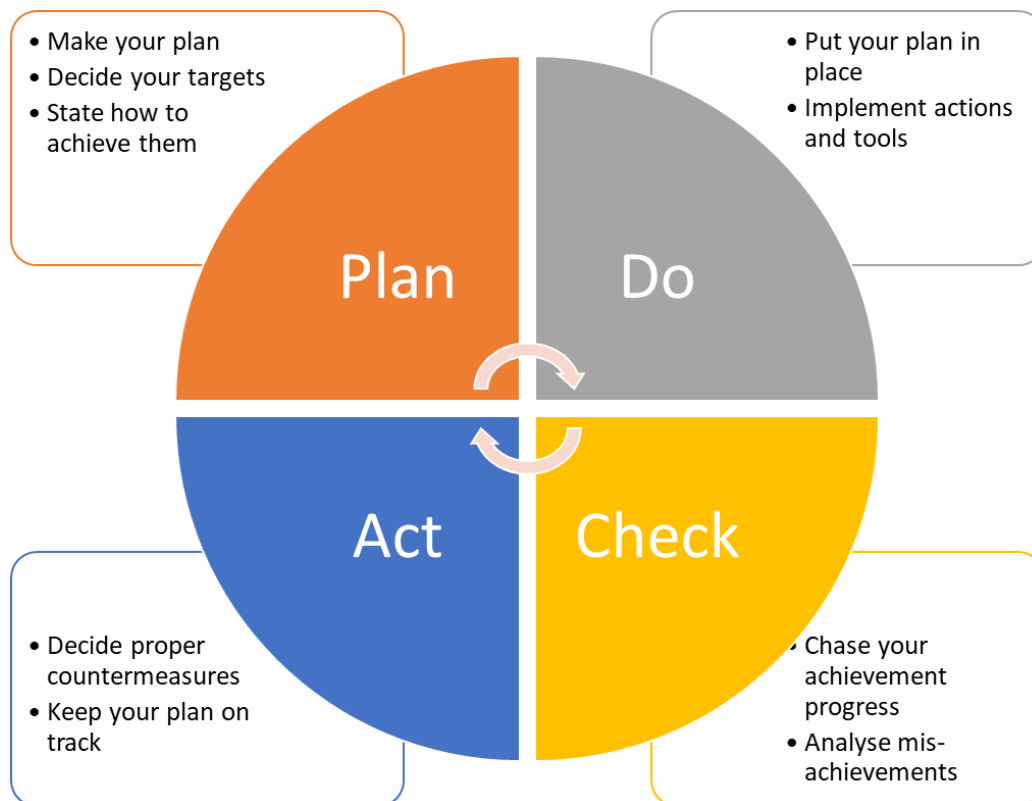 • Make your plan
• Decide your targets
• State how to
achieve them
Plan
• Put your plan in
place
• Implement actions
and tools
Do
• Chase your
achievement
progress
• Analyse mis-
achievements
Check
• Decide proper
countermeasures
• Keep your plan on
track
Act